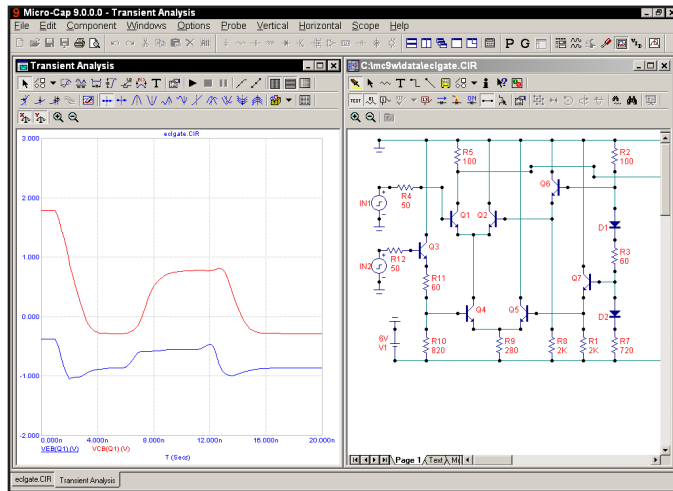 9 Micro-Cap 9.0.0.0 - Transient Analysis
File Edit Component Windows Options Probe Vertical Horizontal Scope Help
P G
Transient Analysis
T
eclgate.CIR
3.000
2.000
1.000
0.000
-1.000
-2.000
0.000n 4.000n 8.000n 12.000n 16.000n 20.000n
VEB(Q1) (V) VCB(Q1) (V)
T (Secs)
C:\mc9w\data\eclgate.CIR
T
TEXT
R5
100
R2
100
Q6
R4
50
IN1
Q1
Q2
D1
Q3
R3
60
IN2
R12
50
Q7
R11
60
Q4
Q5
D2
6V
V1
R10
820
R9
280
R8
2K
R1
2K
R7
720
Page 1 Text
eclgate.CIR Transient Analysis